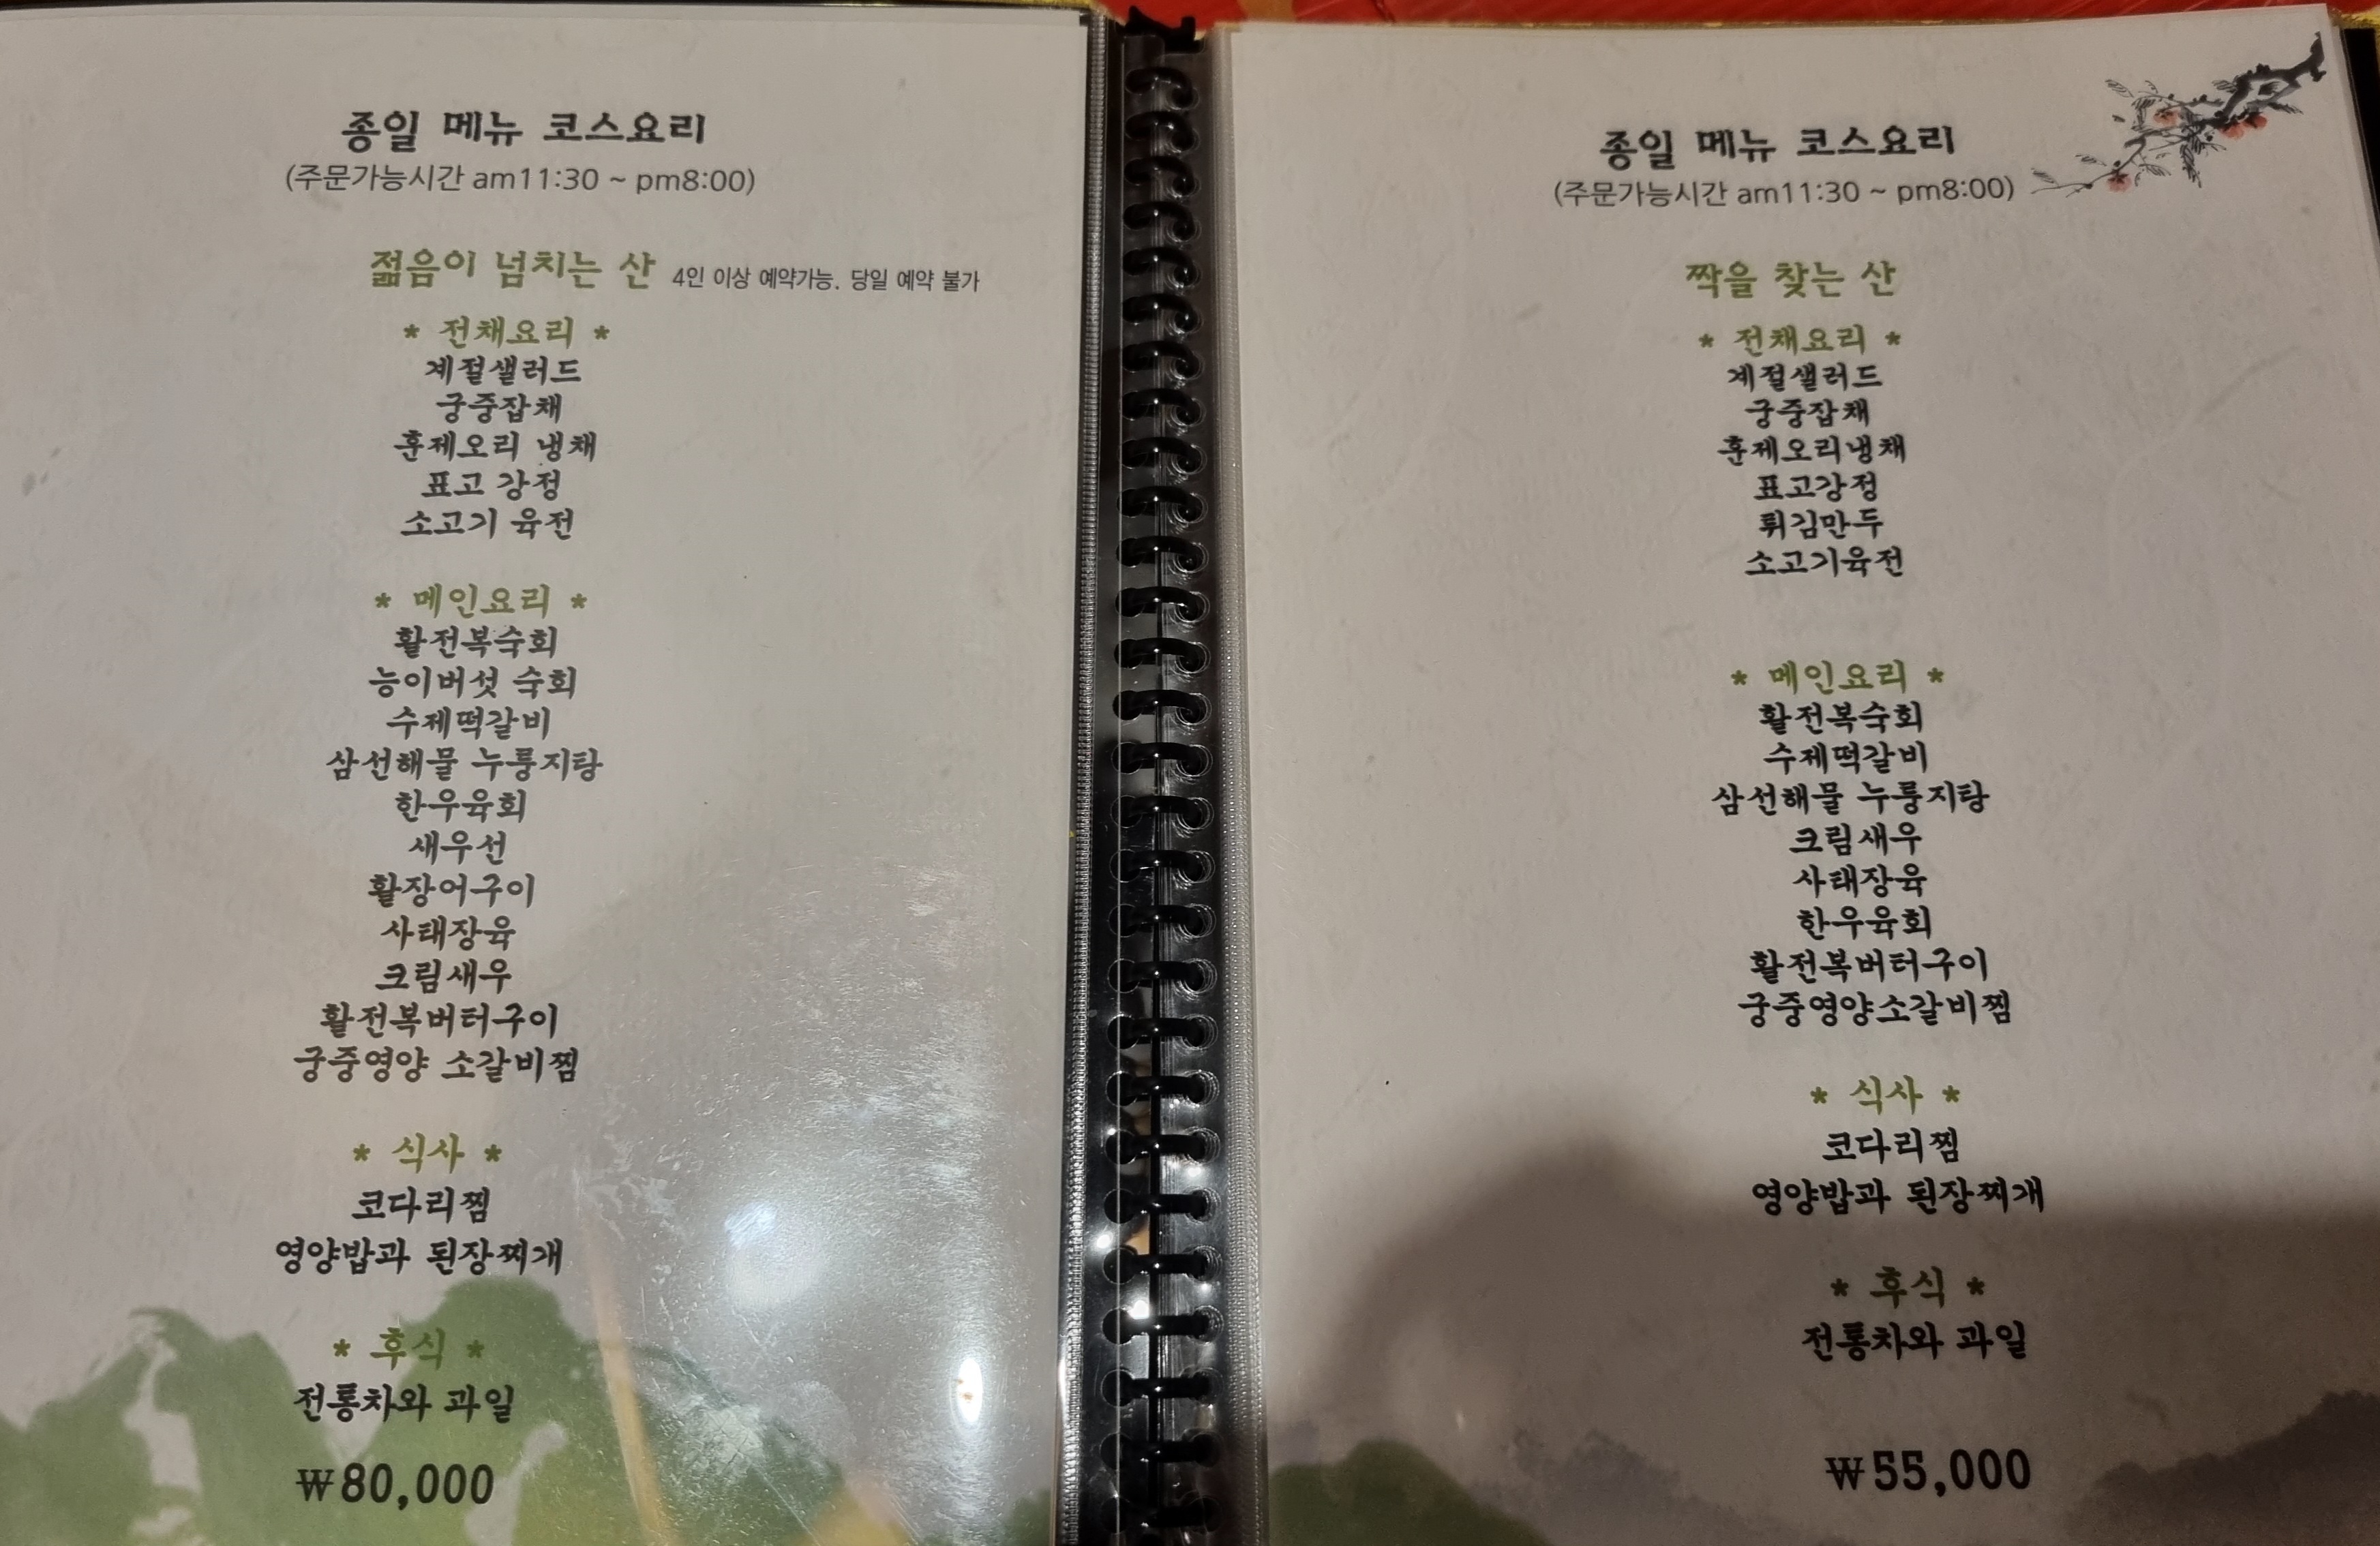 종일 메뉴 코스요리
(주문가능시간 am11:30 ~ pm8:00)
젊음이 넘치는 산 4인 이상 예약가능. 당일 예약 불가
* 전채요리 *
계절샐러드
궁중잡채
훈제오리 냉채
표고 강정
소고기 육전
* 메인요리 *
활전복숙회
능이버섯 숙회
수제떡갈비
삼선해물 누룽지탕
한우육회
새우선
활장어구이
사태장육
크림새우
활전복버터구이
궁중영양 소갈비찜
* 식사 *
코다리찜
영양밥과 된장찌개
* 후식 *
전통차와 과일
₩80,000
종일 메뉴 코스요리
(주문가능시간 am11:30 ~ pm8:00)
짝을 찾는 산
* 전채요리 *
계절샐러드
궁중잡채
훈제오리냉채
표고강정
튀김만두
소고기육전
* 메인요리 *
활전복숙회
수제떡갈비
삼선해물 누룽지탕
크림새우
사태장육
한우육회
활전복버터구이
궁중영양소갈비찜
* 식사 *
코다리찜
영양밥과 된장찌개
* 후식 *
전통차와 과일
₩55,000